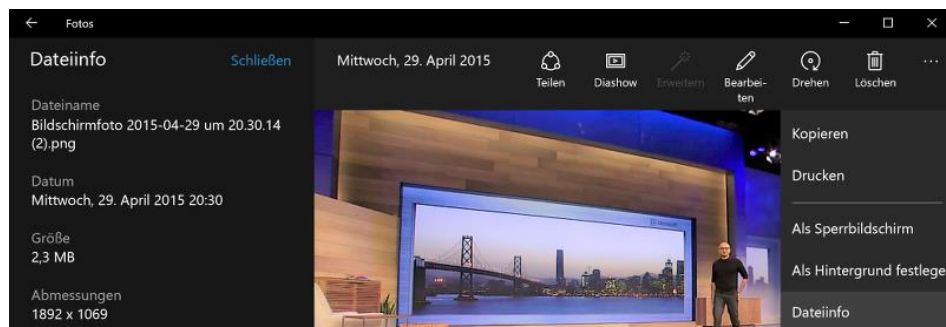 Fotos
Dateiinfo
Schließen
Dateiname
Bildschirmfoto 2015-04-29 um 20.30.14
(2).png
Datum
Mittwoch, 29. April 2015 20:30
Größe
2,3 MB
Abmessungen
1892 x 1069
Mittwoch, 29. April 2015
Teilen
Diashow
Erweitern
Bearbei-
ten
Drehen
Löschen
Kopieren
Drucken
Als Sperrbildschirm
Als Hintergrund festlege
Dateiinfo